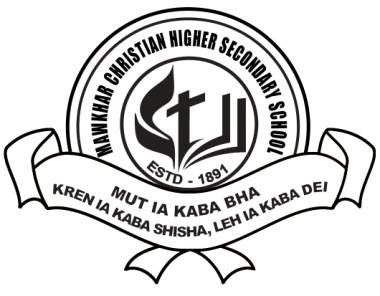 MAWKHAR CHRISTIAN HIGHER SECONDARY SCHOOL
ESTD - 1891
MUT IA KABA BHA
KREN IA KABA SHISHA, LEH IA KABA DEI